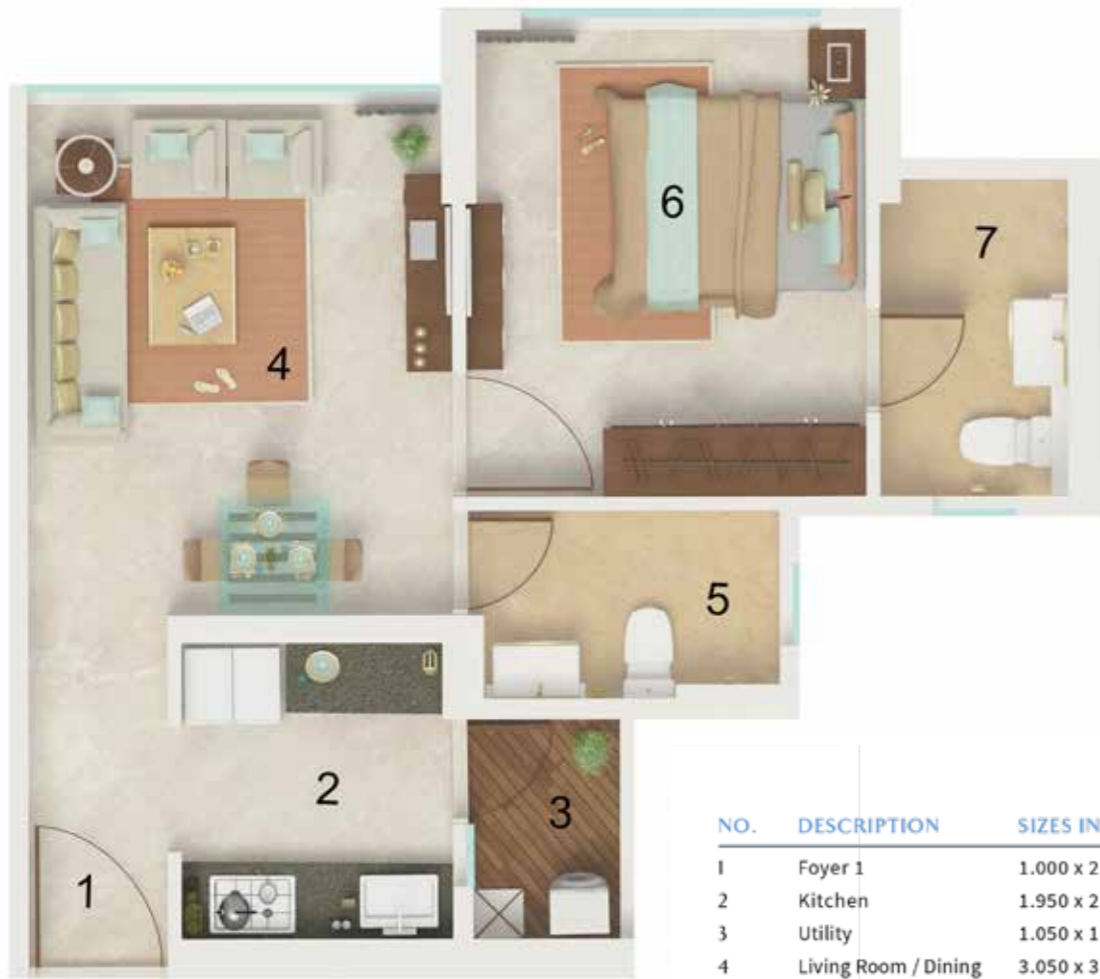 6
7
4
5
2
3
1
NO. DESCRIPTION SIZES IN
1 Foyer 1 1.000 x 2
2 Kitchen 1.950 x 2
3 Utility 1.050 x 1
4 Living Room / Dining 3.050 x 3